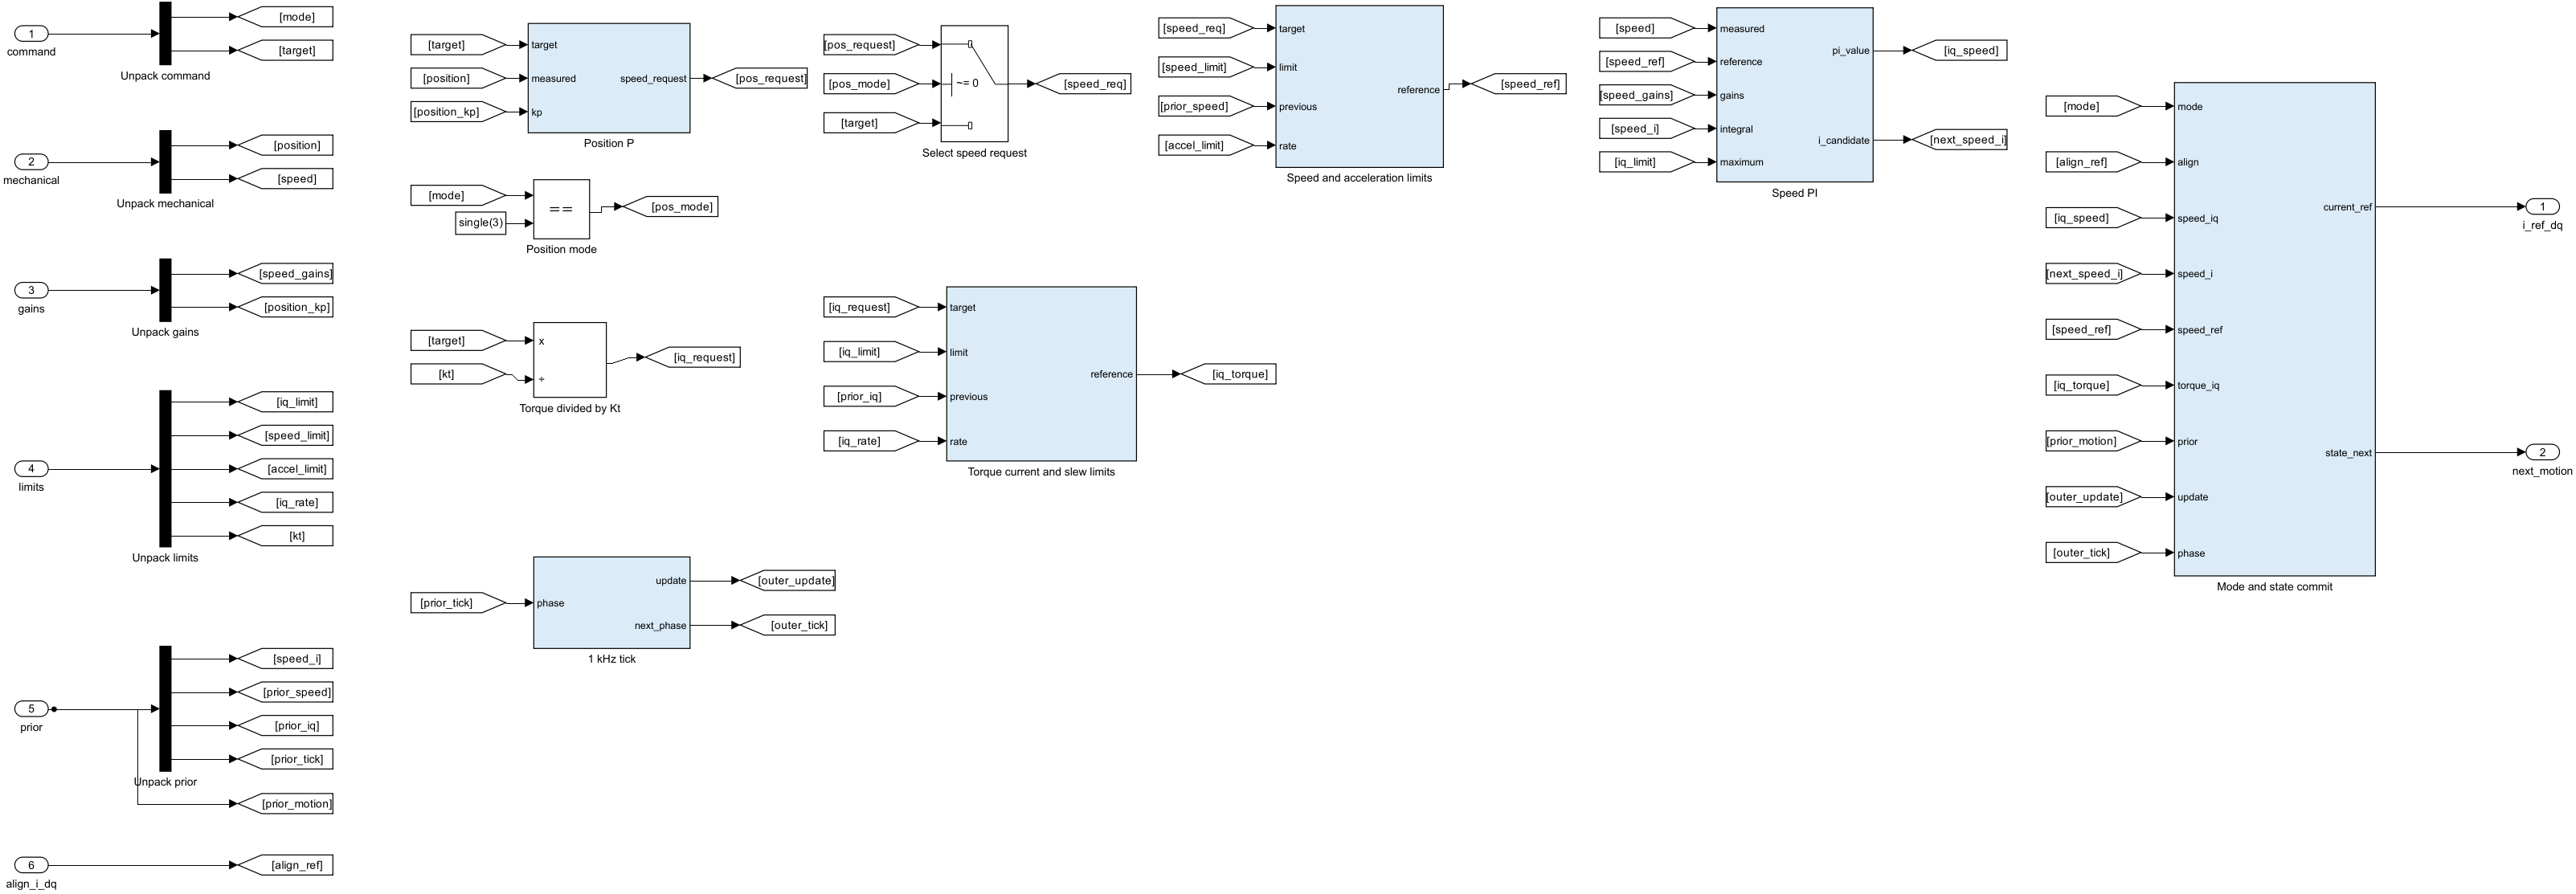 1
command
[mode]
[target]
Unpack command
2
mechanical
[position]
[speed]
Unpack mechanical
3
gains
[speed_gains]
[position_kp]
Unpack gains
4
limits
[iq_limit]
[speed_limit]
[accel_limit]
[iq_rate]
[kt]
Unpack limits
5
prior
[speed_i]
[prior_speed]
[prior_iq]
[prior_tick]
Unpack prior
[prior_motion]
6
align_i_dq
[align_ref]
[target]
[position]
[position_kp]
target
measured
kp
speed_request
[pos_request]
Position P
[mode]
single(3)
==
[pos_mode]
Position mode
[target]
[kt]
x
÷
[iq_request]
Torque divided by Kt
[prior_tick]
phase
update
next_phase
[outer_update]
[outer_tick]
1 kHz tick
[pos_request]
[pos_mode]
[target]
~= 0
[speed_req]
Select speed request
[iq_request]
[iq_limit]
[prior_iq]
[iq_rate]
target
limit
previous
rate
reference
[iq_torque]
Torque current and slew limits
[speed_req]
[speed_limit]
[prior_speed]
[accel_limit]
target
limit
previous
rate
reference
[speed_ref]
Speed and acceleration limits
[speed]
[speed_ref]
[speed_gains]
[speed_i]
[iq_limit]
measured
reference
gains
integral
maximum
pi_value
i_candidate
[iq_speed]
[next_speed_i]
Speed PI
[mode]
[align_ref]
[iq_speed]
[next_speed_i]
[speed_ref]
[iq_torque]
[prior_motion]
[outer_update]
[outer_tick]
mode
align
speed_iq
speed_i
speed_ref
torque_iq
prior
update
phase
current_ref
state_next
Mode and state commit
1
i_ref_dq
2
next_motion